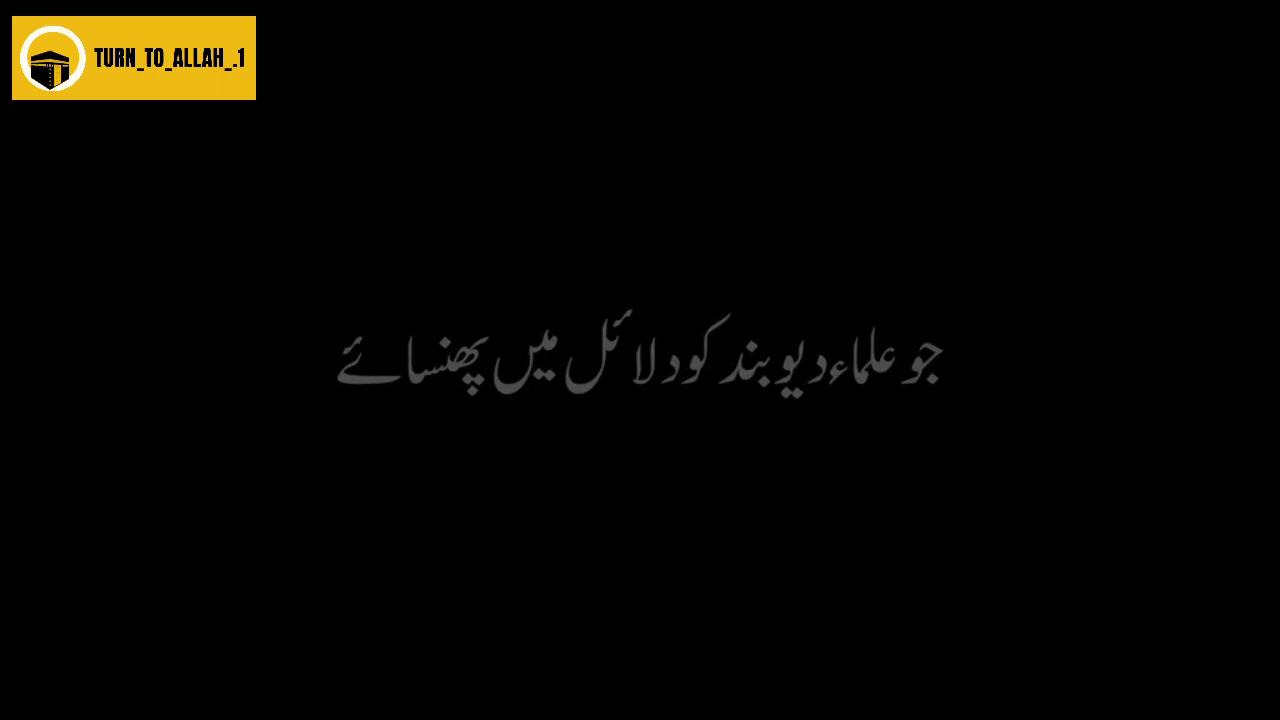 TURN_TO_ALLAH_.1
جو علماء دیوبند کو دلائل میں پھنسائے